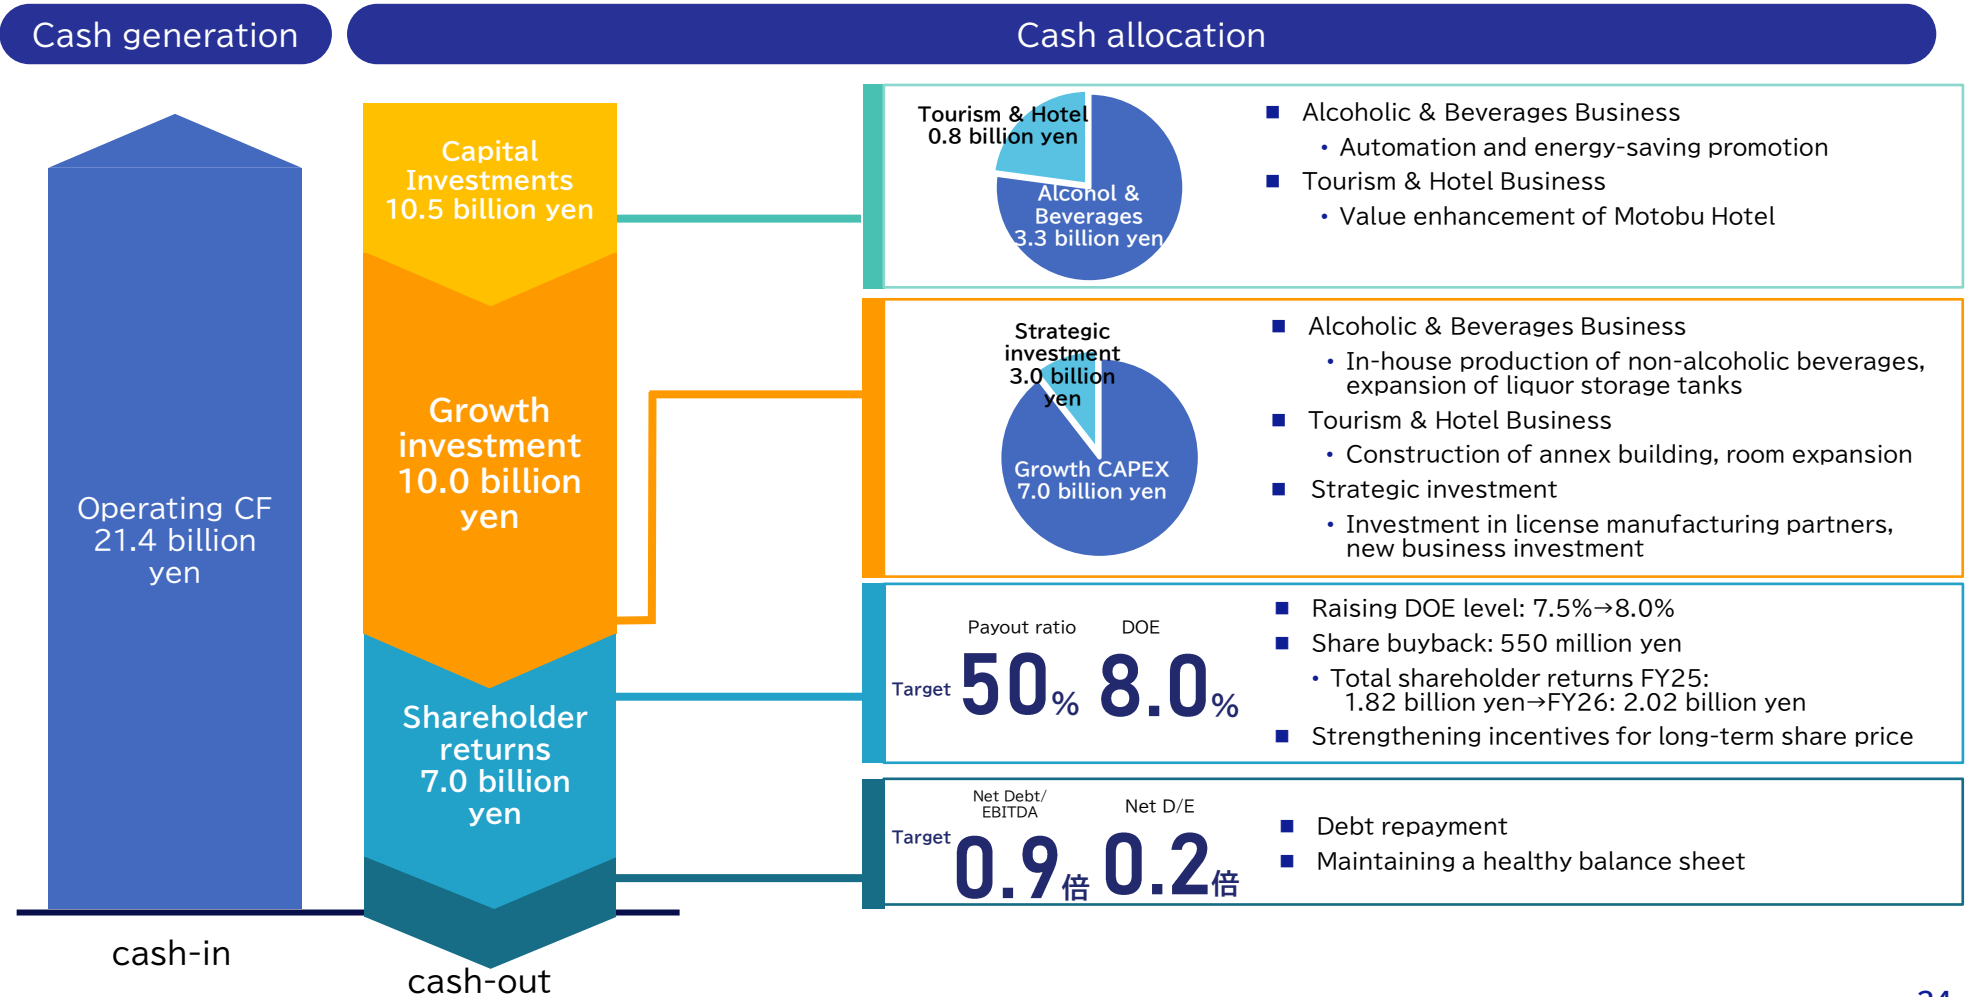 Cash generation
Cash allocation
Operating CF
21.4 billion
yen
cash-in
Capital
Investments
10.5 billion yen
Growth
investment
10.0 billion
yen
Shareholder
returns
7.0 billion
yen
cash-out
Tourism & Hotel
0.8 billion yen
Alcohol &
Beverages
3.3 billion yen
■ Alcoholic & Beverages Business
• Automation and energy-saving promotion
■ Tourism & Hotel Business
• Value enhancement of Motobu Hotel
Strategic
investment
3.0 billion
yen
Growth CAPEX
7.0 billion yen
■ Alcoholic & Beverages Business
• In-house production of non-alcoholic beverages,
expansion of liquor storage tanks
■ Tourism & Hotel Business
• Construction of annex building, room expansion
■ Strategic investment
• Investment in license manufacturing partners,
new business investment
Payout ratio DOE
Target 50% 8.0%
■ Raising DOE level: 7.5%→8.0%
■ Share buyback: 550 million yen
• Total shareholder returns FY25:
1.82 billion yen→FY26: 2.02 billion yen
■ Strengthening incentives for long-term share price
Net Debt/
EBITDA
Net D/E
Target 0.9倍 0.2倍
■ Debt repayment
■ Maintaining a healthy balance sheet